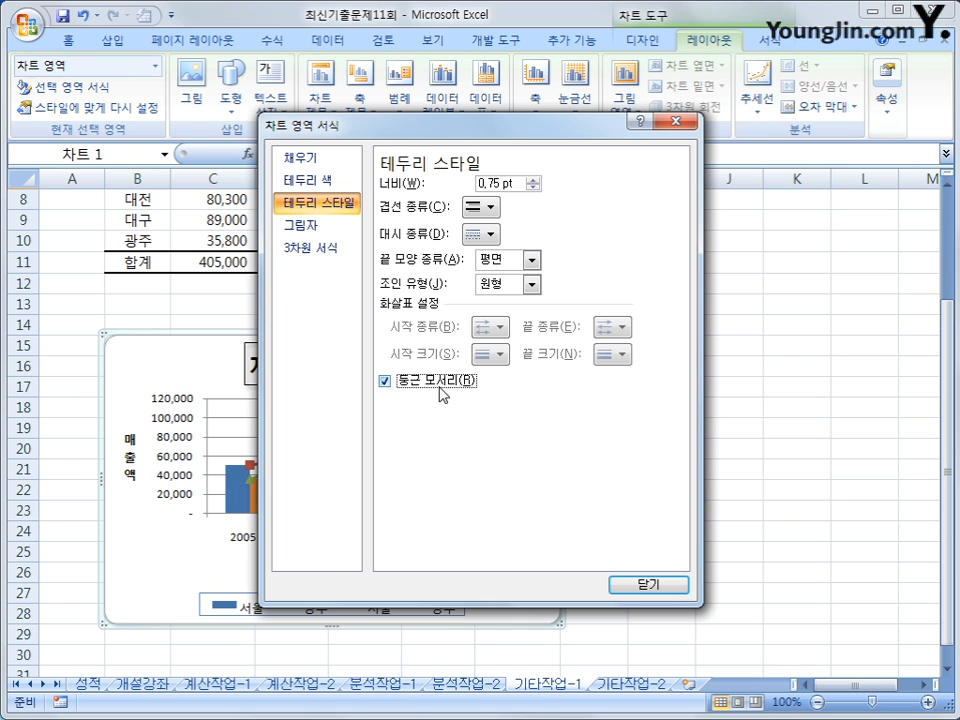 최신기출문제11회 - Microsoft Excel
차트 도구
YoungJin.com Y.
홈 삽입 페이지 레이아웃 수식 데이터 검토 보기 개발 도구 추가 기능 디자인 레이아웃 서식
차트 영역
선택 영역 서식
스타일에 맞게 다시 설정
현재 선택 영역
그림 도형 텍스트
삽입
차트 축 범례 데이터 데이터 축 눈금선 그림
차트 옆면
차트 밑면
3차원 회전
추세선
선
양선/음선
오차 막대
분석
속성
차트 1
fx
A B C J K L M
8 대전 80,300
9 대구 89,000
10 광주 35,800
11 합계 405,000
12
13
14
15
16
17
18
19
20
21
22
23
24
25
26
27
28
29
30
31
120,000
100,000
80,000
60,000
40,000
20,000
-
매
출
액
2005
서울
차트 영역 서식
채우기
테두리 색
테두리 스타일
그림자
3차원 서식
테두리 스타일
너비(W): 0,75 pt
겹선 종류(C):
대시 종류(D):
끝 모양 종류(A): 평면
조인 유형(J): 원형
화살표 설정
시작 종류(B): 끝 종류(E):
시작 크기(S): 끝 크기(N):
둥근 모서리(R)
닫기
성적 개설강좌 계산작업-1 계산작업-2 분석작업-1 분석작업-2 기타작업-1 기타작업-2
준비
100%